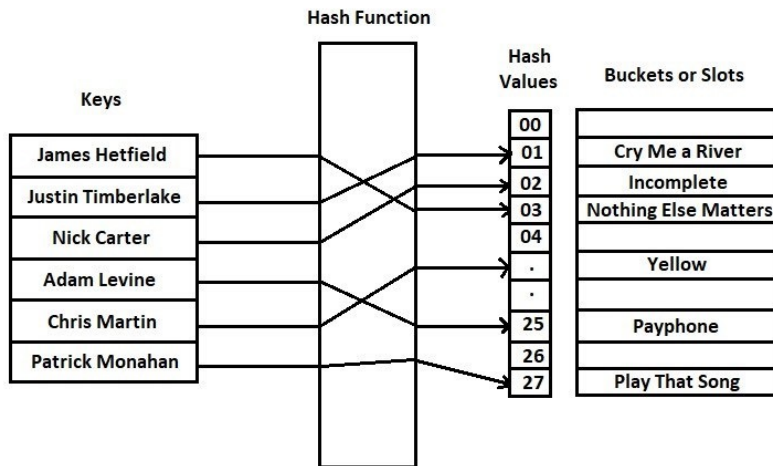 Hash Function
Keys
Hash
Values
Buckets or Slots
James Hetfield
Justin Timberlake
Nick Carter
Adam Levine
Chris Martin
Patrick Monahan
00
01 Cry Me a River
02 Incomplete
03 Nothing Else Matters
04
. Yellow
.
25 Payphone
26
27 Play That Song